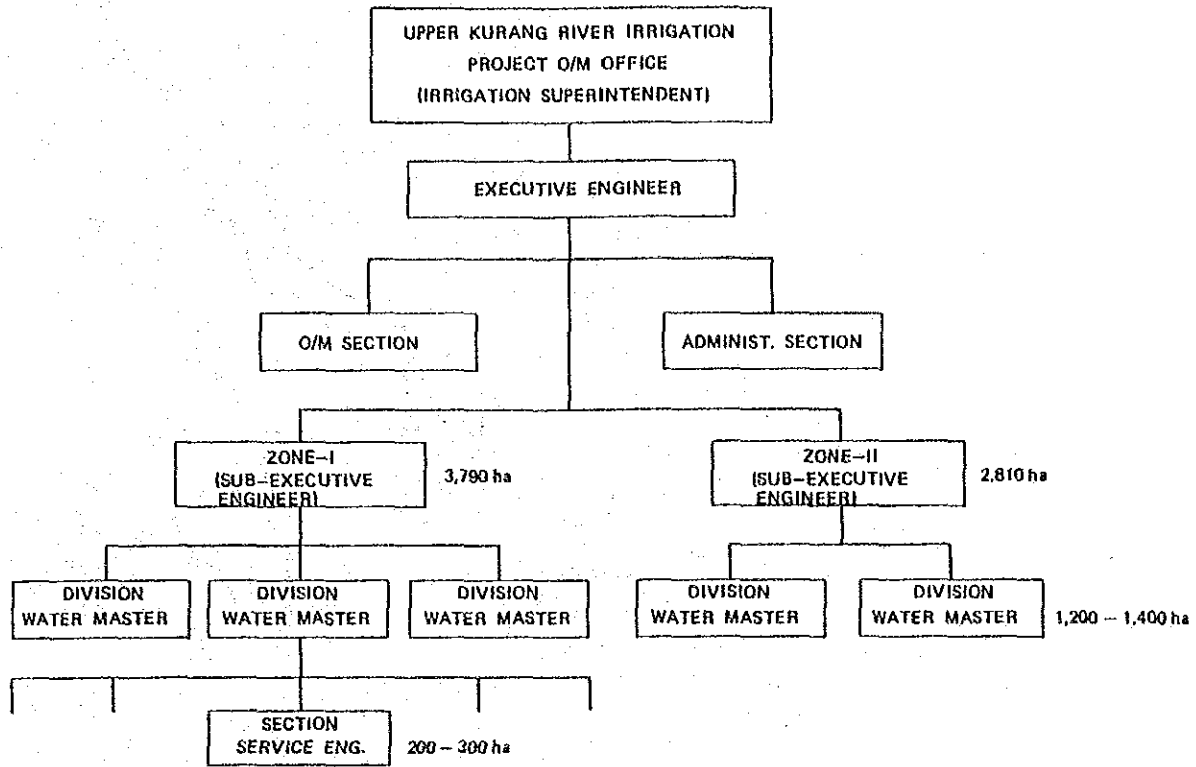 UPPER KURANG RIVER IRRIGATION
PROJECT O/M OFFICE
(IRRIGATION SUPERINTENDENT)
EXECUTIVE ENGINEER
O/M SECTION
ADMINIST. SECTION
ZONE-I
(SUB-EXECUTIVE
ENGINEER)
3,790 ha
ZONE-II
(SUB-EXECUTIVE
ENGINEER)
2,810 ha
DIVISION
WATER MASTER
DIVISION
WATER MASTER
DIVISION
WATER MASTER
DIVISION
WATER MASTER
DIVISION
WATER MASTER
1,200 – 1,400 ha
SECTION
SERVICE ENG.
200 – 300 ha